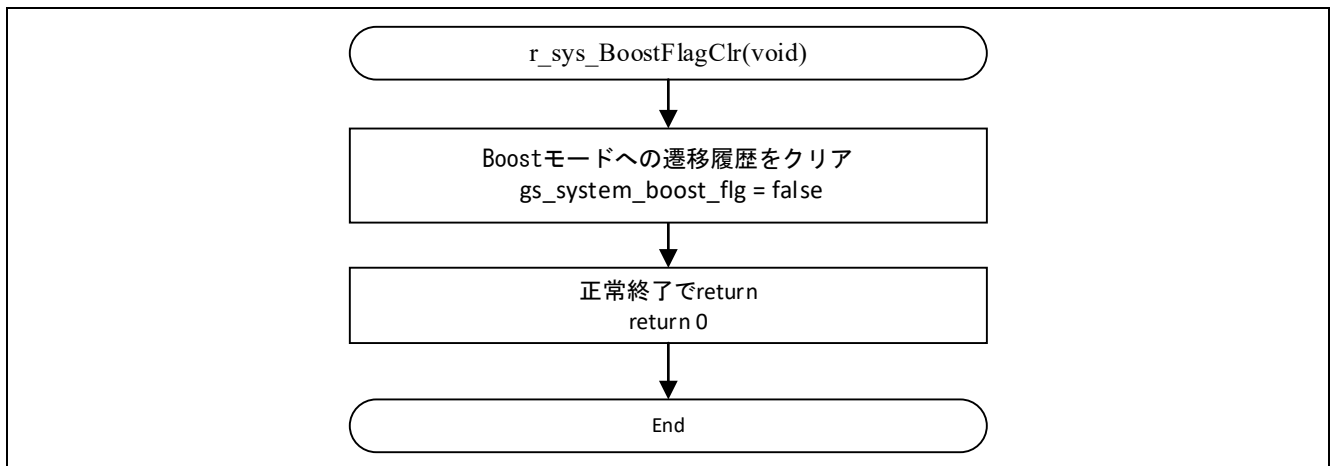 r_sys_BoostFlagClr(void)
Boostモードへの遷移履歴をクリア
gs_system_boost_flg = false
正常終了でreturn
return 0
End